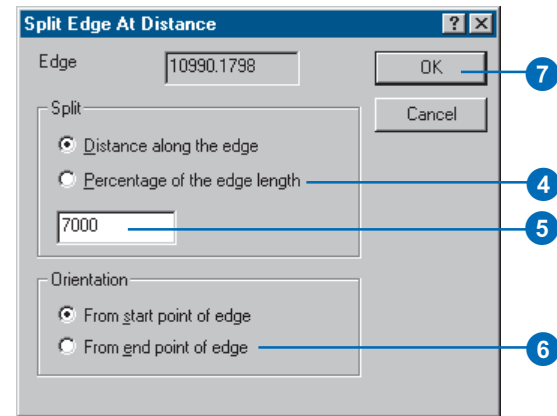 Split Edge At Distance
? ×
Edge 10990.1798 OK 7
Split Cancel
Distance along the edge
Percentage of the edge length 4
7000 5
Orientation
From start point of edge
From end point of edge 6